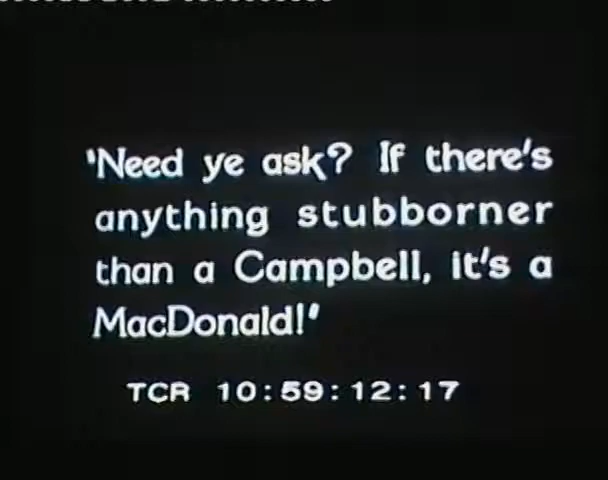 'Need ye ask? If there's
anything stubborner
than a Campbell, it's a
MacDonald!'
TCR 10:59:12:17